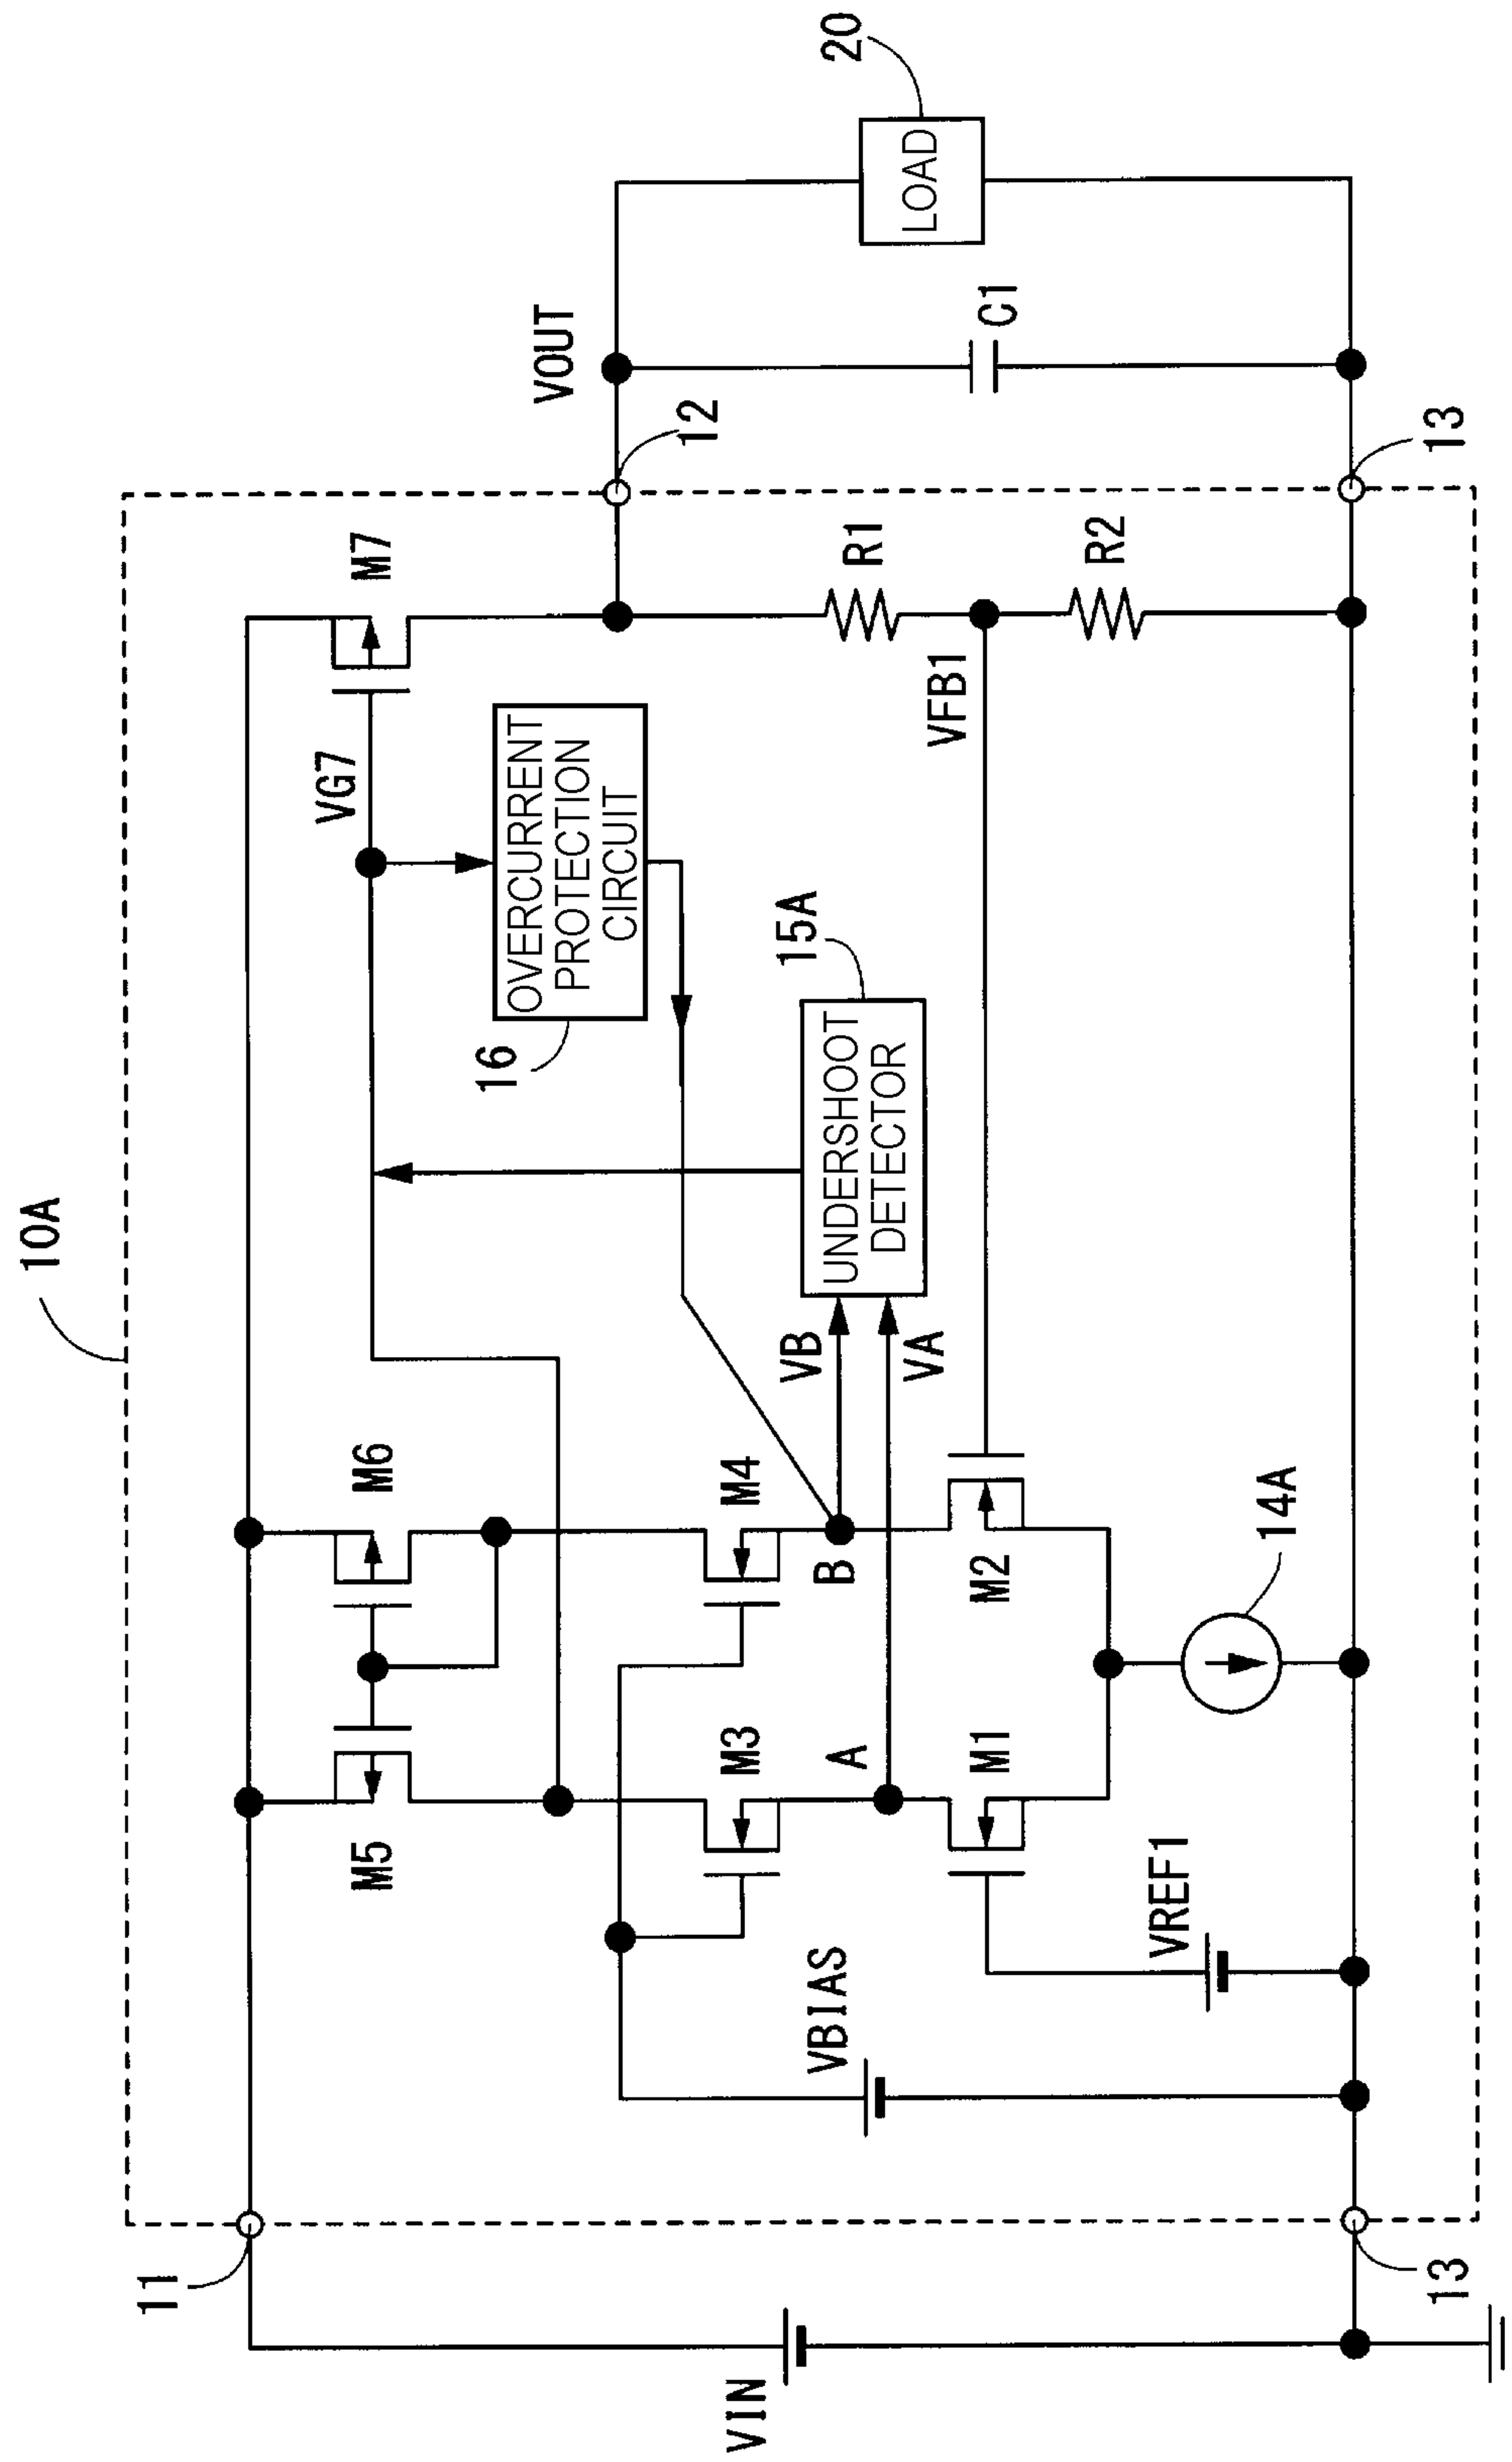 10A
11
12
13
13
VIN
VBIAS
VREF1
M5
M6
M3
M4
A
B
M1
M2
14A
VB
VA
UNDERSHOOT
DETECTOR
15A
16
OVERCURRENT
PROTECTION
CIRCUIT
VG7
M7
VFB1
R1
R2
VOUT
C1
LOAD
20